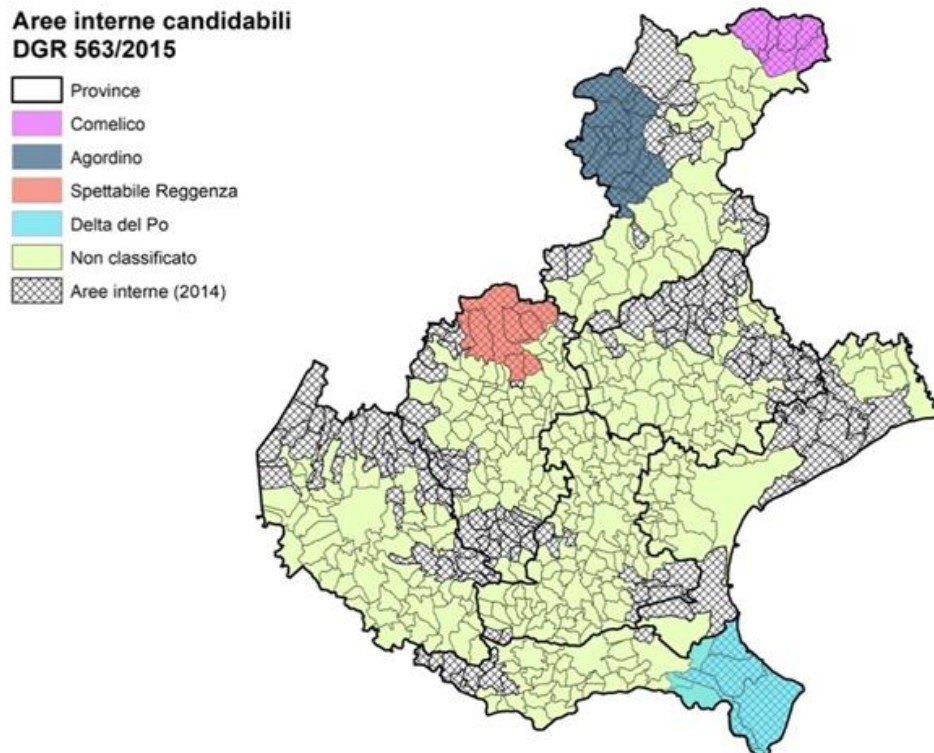 Aree interne candidabili
DGR 563/2015
Province
Comelico
Agordino
Spettabile Reggenza
Delta del Po
Non classificato
Aree interne (2014)